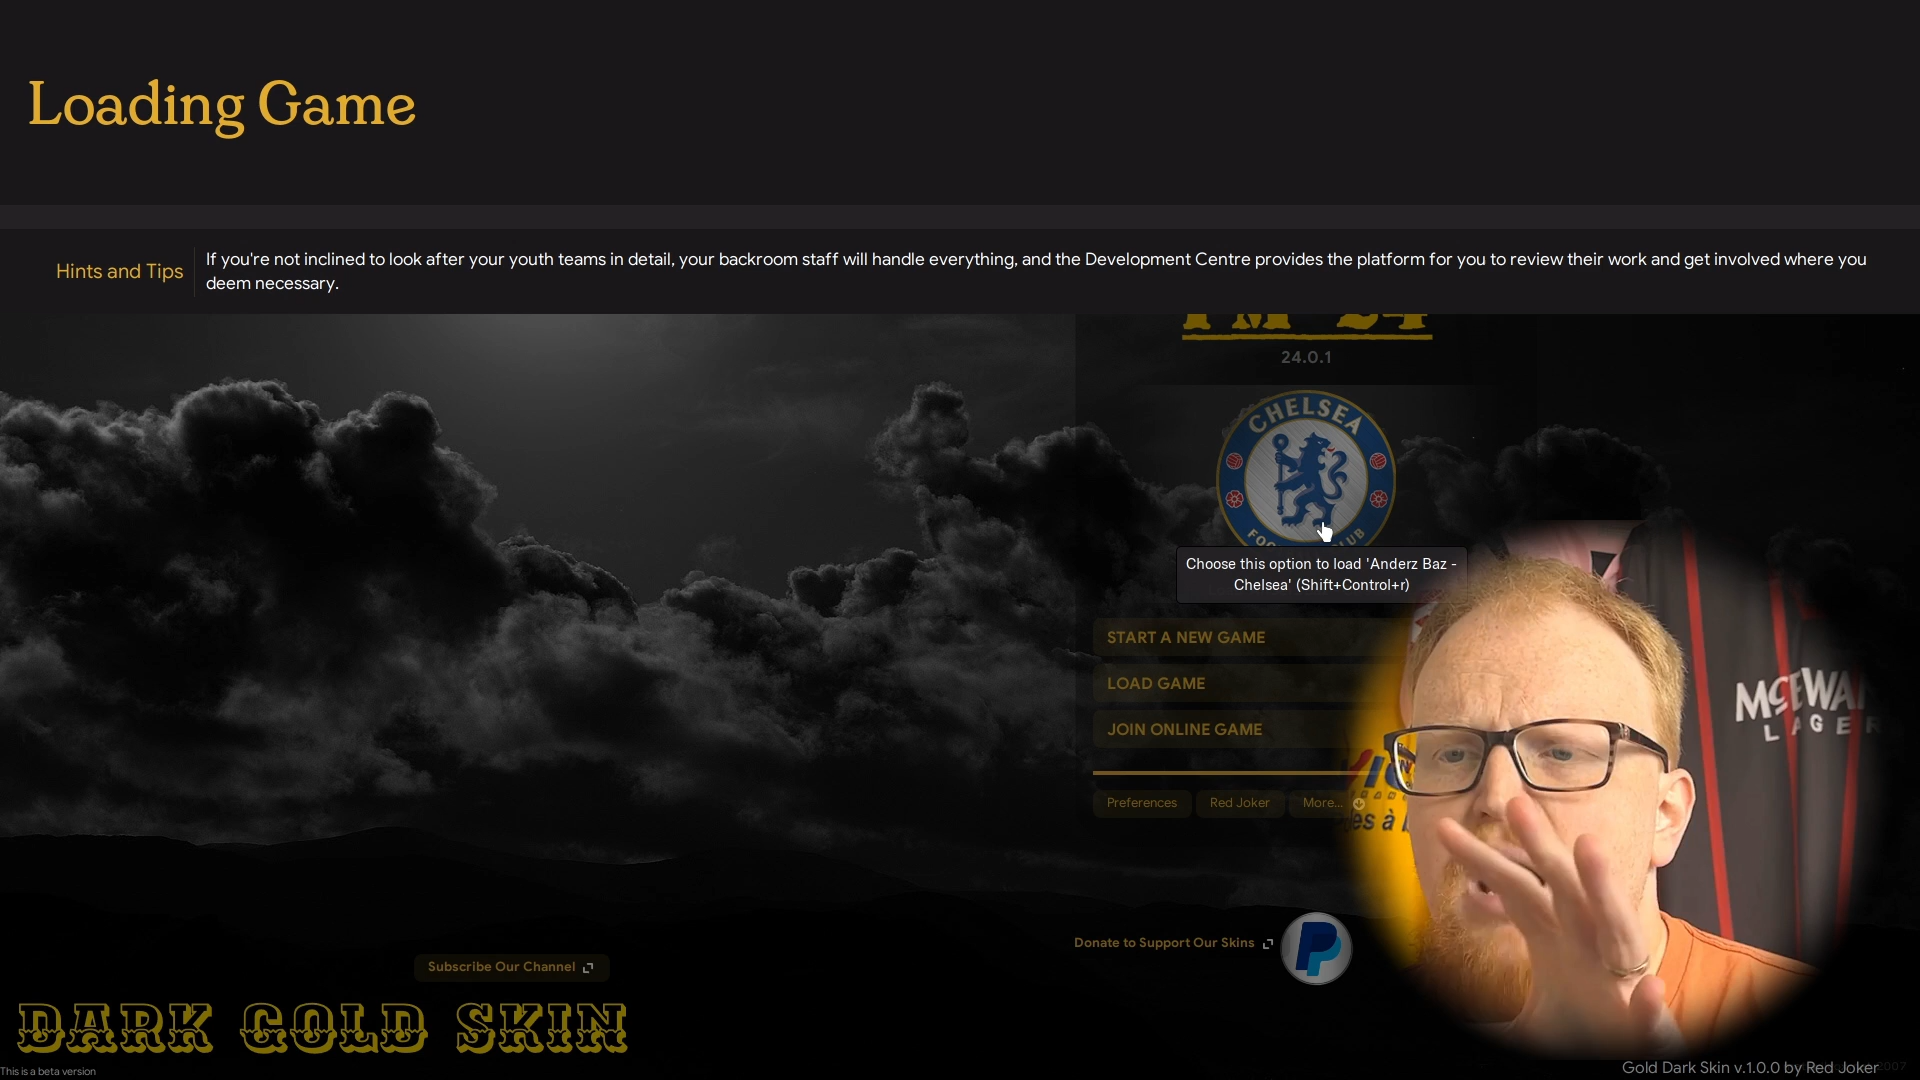 Loading Game
Hints and Tips
If you're not inclined to look after your youth teams in detail, your backroom staff will handle everything, and the Development Centre provides the platform for you to review their work and get involved where you
deem necessary.
FM 24
24.0.1
CHELSEA
Choose this option to load 'Anderz Baz -
Chelsea' (Shift+Control+r)
START A NEW GAME
LOAD GAME
JOIN ONLINE GAME
Preferences
Red Joker
More...
McEWAN
LAGER
Donate to Support Our Skins
Subscribe Our Channel
DARK GOLD SKIN
This is a beta version
Gold Dark Skin v.1.0.0 by Red Joker